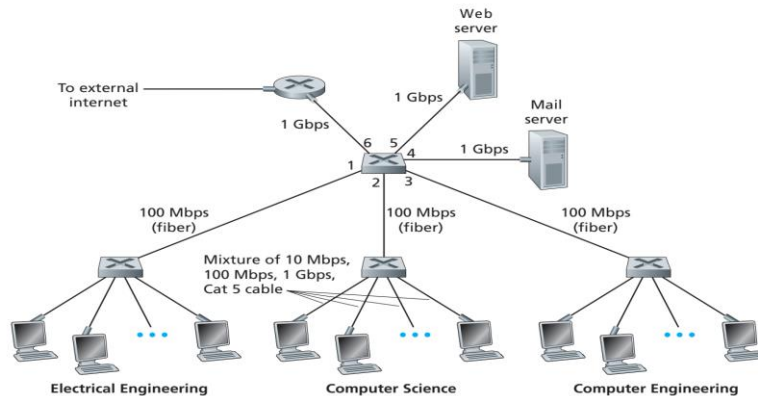 Web
server
To external
internet
1 Gbps
Mail
server
1 Gbps
6
5
4
1 Gbps
1
2
3
100 Mbps
(fiber)
100 Mbps
(fiber)
100 Mbps
(fiber)
Mixture of 10 Mbps,
100 Mbps, 1 Gbps,
Cat 5 cable
Electrical Engineering
Computer Science
Computer Engineering